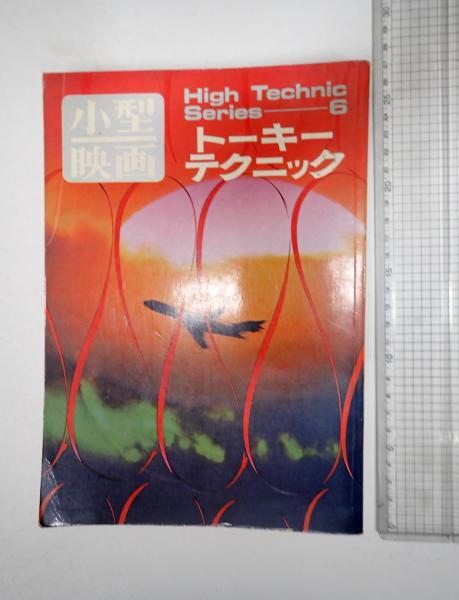 小型
映画
High Technic
Series——6
トーキー
テクニック